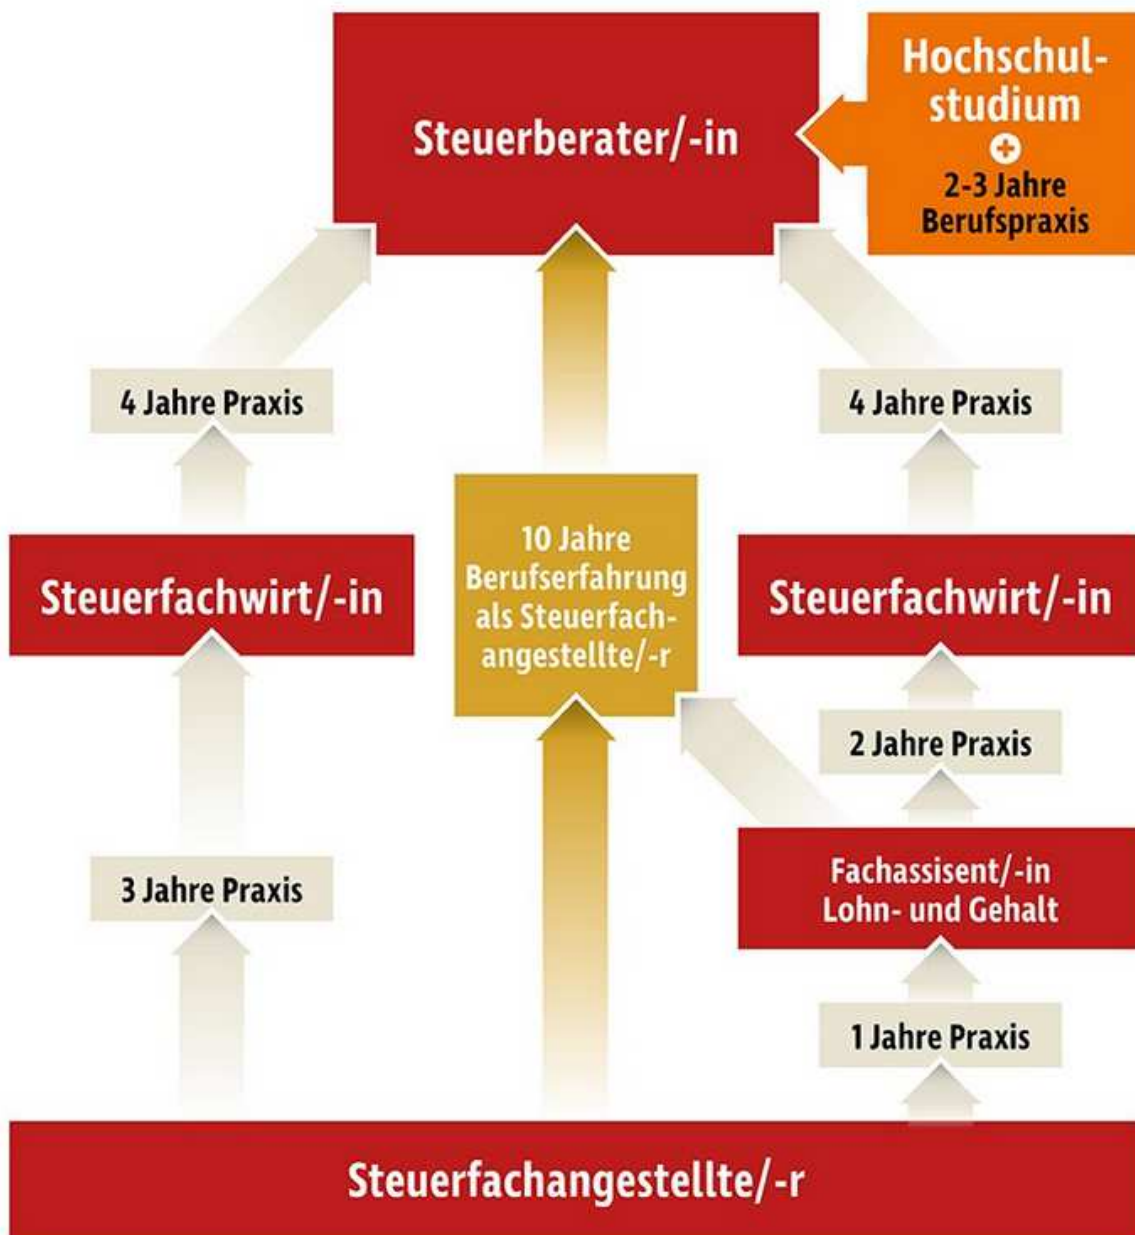 Steuerberater/-in
Hochschul-
studium
+
2-3 Jahre
Berufspraxis
4 Jahre Praxis
4 Jahre Praxis
Steuerfachwirt/-in
10 Jahre
Berufserfahrung
als Steuerfach-
angestellte/-r
Steuerfachwirt/-in
2 Jahre Praxis
3 Jahre Praxis
Fachassisent/-in
Lohn- und Gehalt
1 Jahre Praxis
Steuerfachangestellte/-r